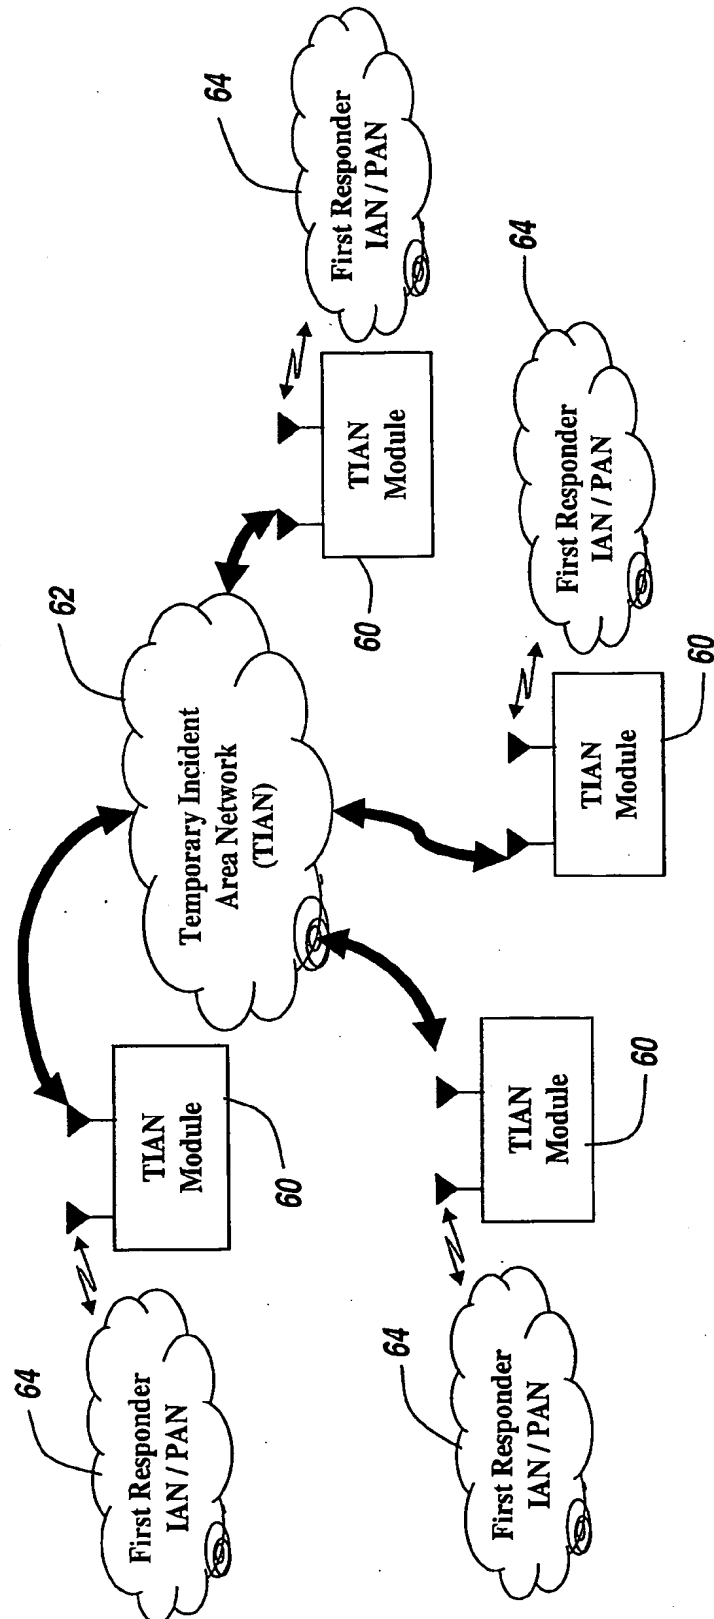 64
First Responder
IAN / PAN
TIAN
Module
60
62
Temporary Incident
Area Network
(TIAN)
64
First Responder
IAN / PAN
TIAN
Module
60
64
First Responder
IAN / PAN
TIAN
Module
60
64
First Responder
IAN / PAN
TIAN
Module
60